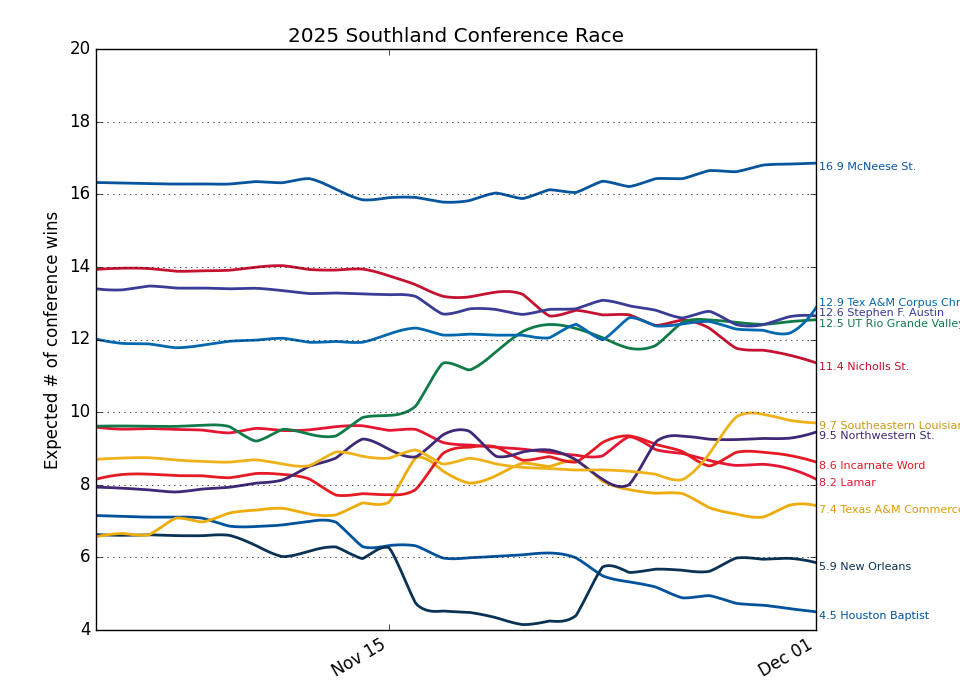 2025 Southland Conference Race
Expected # of conference wins
20
18
16
14
12
10
8
6
4
Nov 15
Dec 01
16.9 McNeese St.
12.9 Tex A&M Corpus Chr
12.6 Stephen F. Austin
12.5 UT Rio Grande Valley
11.4 Nicholls St.
9.7 Southeastern Louisian
9.5 Northwestern St.
8.6 Incarnate Word
8.2 Lamar
7.4 Texas A&M Commerce
5.9 New Orleans
4.5 Houston Baptist